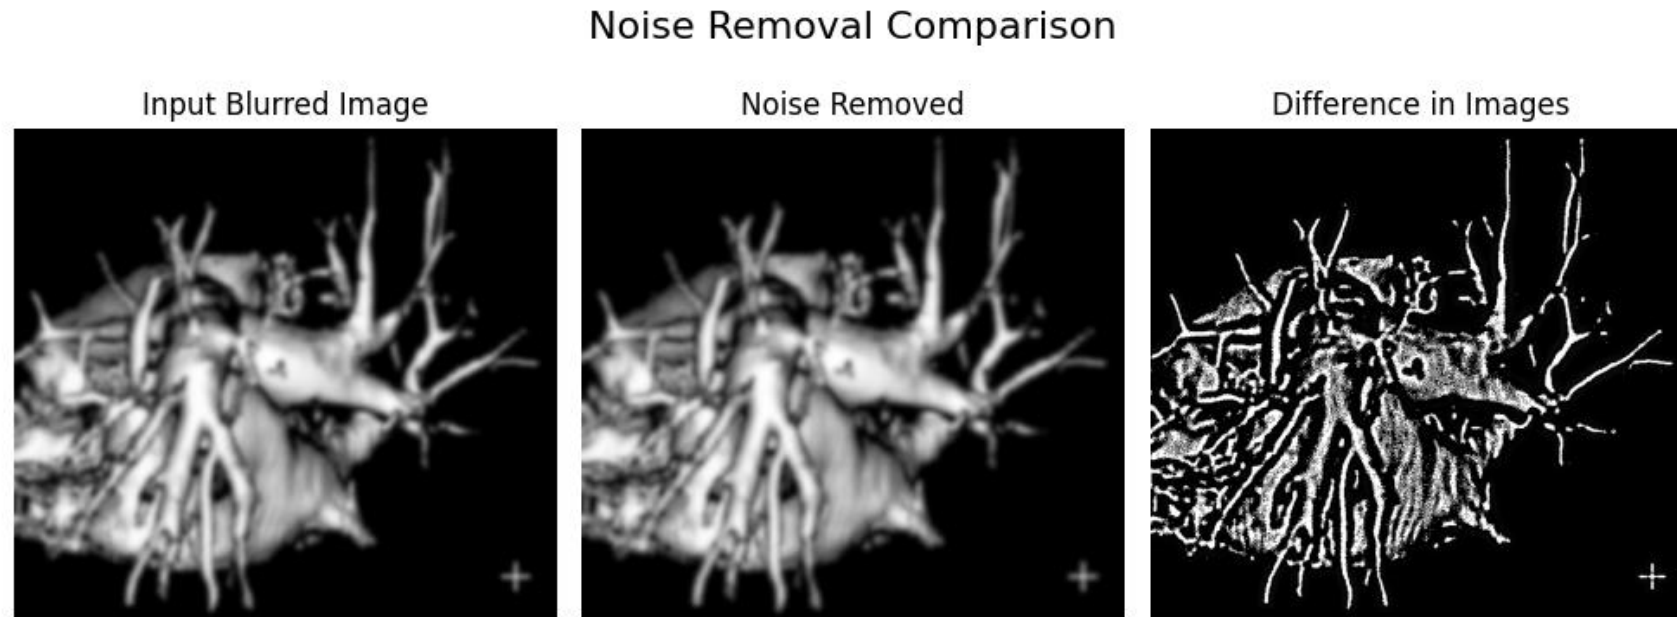 Noise Removal Comparison
Input Blurred Image
Noise Removed
Difference in Images